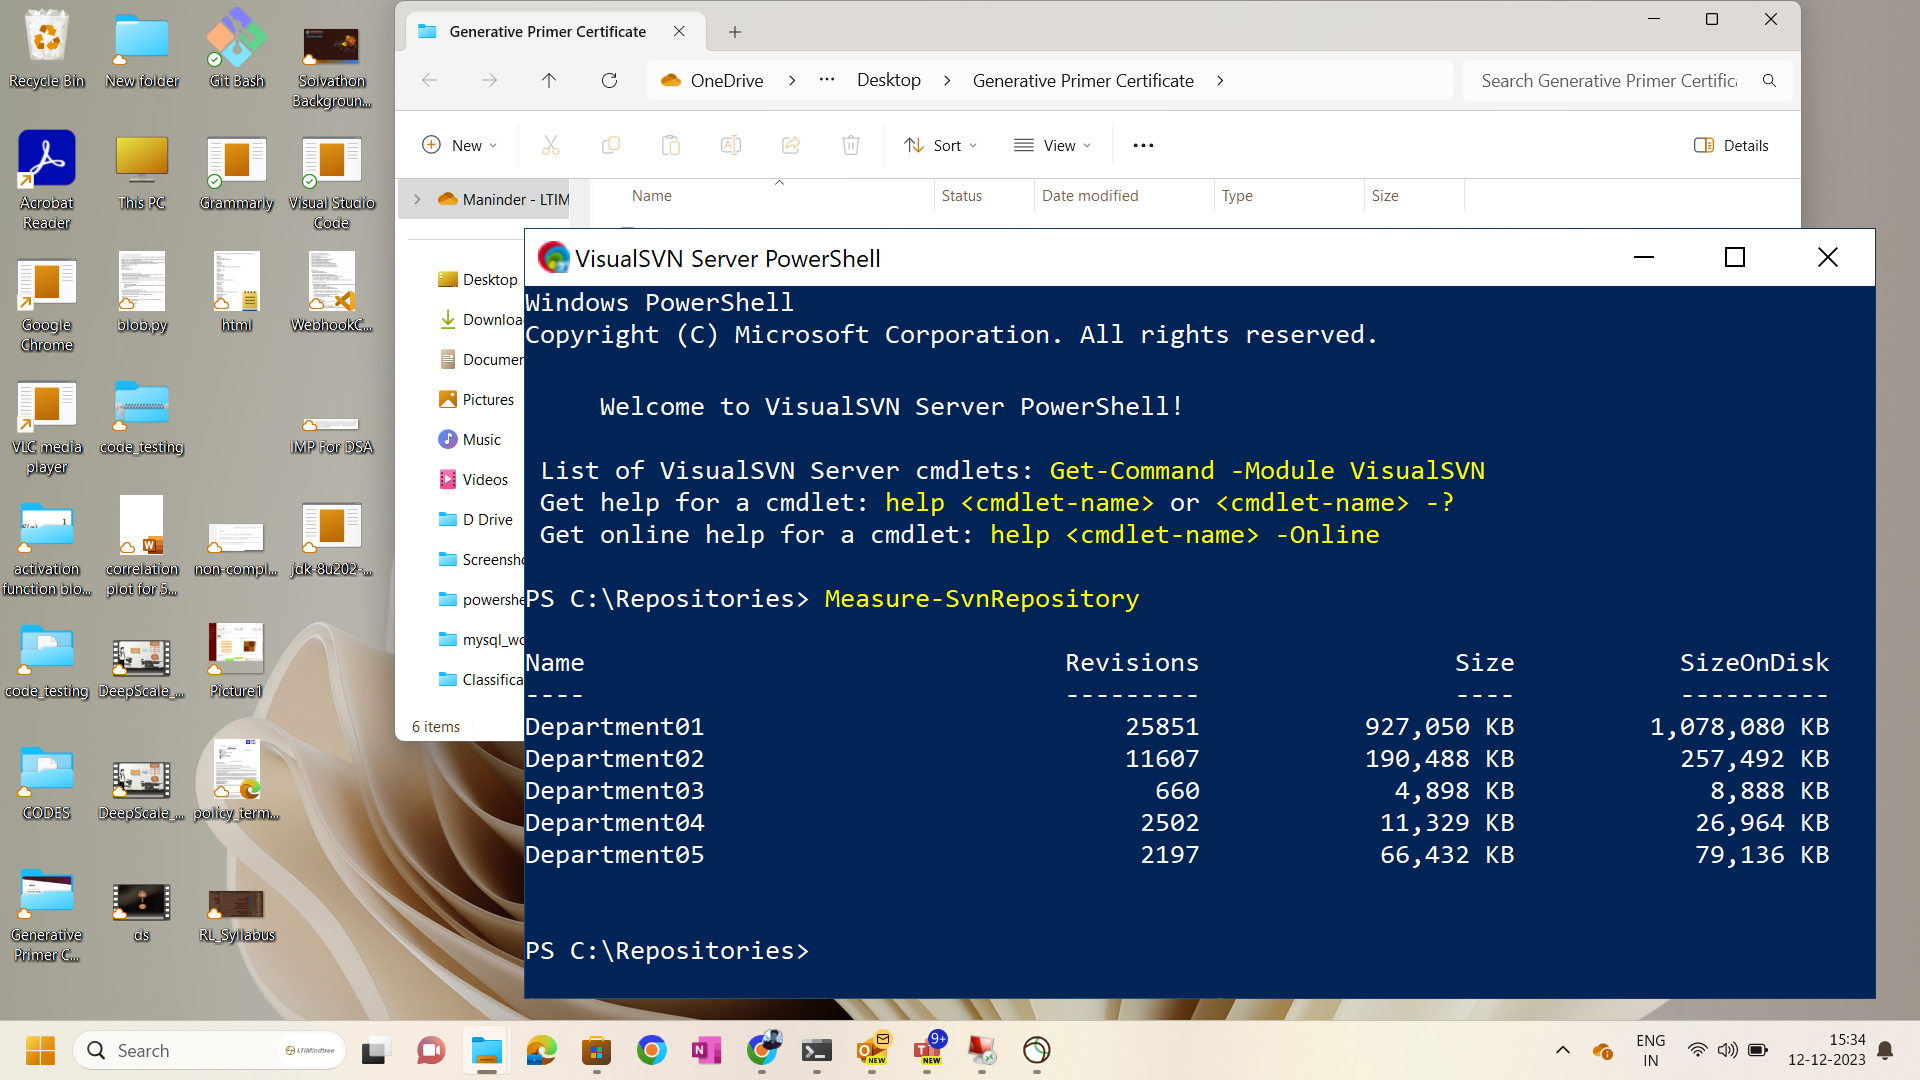 Recycle Bin
New folder
Git Bash
Solvathon
Backgroun...
Acrobat
Reader
This PC
Grammarly
Visual Studio
Code
Google
Chrome
blob.py
html
WebhookC...
VLC media
player
code_testing
IMP For DSA
activation
function blo...
correlation
plot for 5...
non-compl...
jdk-8u202-...
code_testing
DeepScale_...
Picture1
CODES
DeepScale_...
policy_term...
Generative
Primer C...
ds
RL_Syllabus
Generative Primer Certificate
OneDrive > ... Desktop > Generative Primer Certificate >
Search Generative Primer Certific
New
Sort
View
Details
Maninder - LTIM
Name Status Date modified Type Size
Desktop
Downloa
Documen
Pictures
Music
Videos
D Drive
Screensho
powershe
mysql_wo
Classifica
6 items
VisualSVN Server PowerShell
Windows PowerShell
Copyright (C) Microsoft Corporation. All rights reserved.
Welcome to VisualSVN Server PowerShell!
List of VisualSVN Server cmdlets: Get-Command -Module VisualSVN
Get help for a cmdlet: help <cmdlet-name> or <cmdlet-name> -?
Get online help for a cmdlet: help <cmdlet-name> -Online
PS C:\Repositories> Measure-SvnRepository
Name Revisions Size SizeOnDisk
---- --------- ---- ----------
Department01 25851 927,050 KB 1,078,080 KB
Department02 11607 190,488 KB 257,492 KB
Department03 660 4,898 KB 8,888 KB
Department04 2502 11,329 KB 26,964 KB
Department05 2197 66,432 KB 79,136 KB
PS C:\Repositories>
Search
LTIMindtree
NEW
9+
NEW
ENG
IN
15:34
12-12-2023